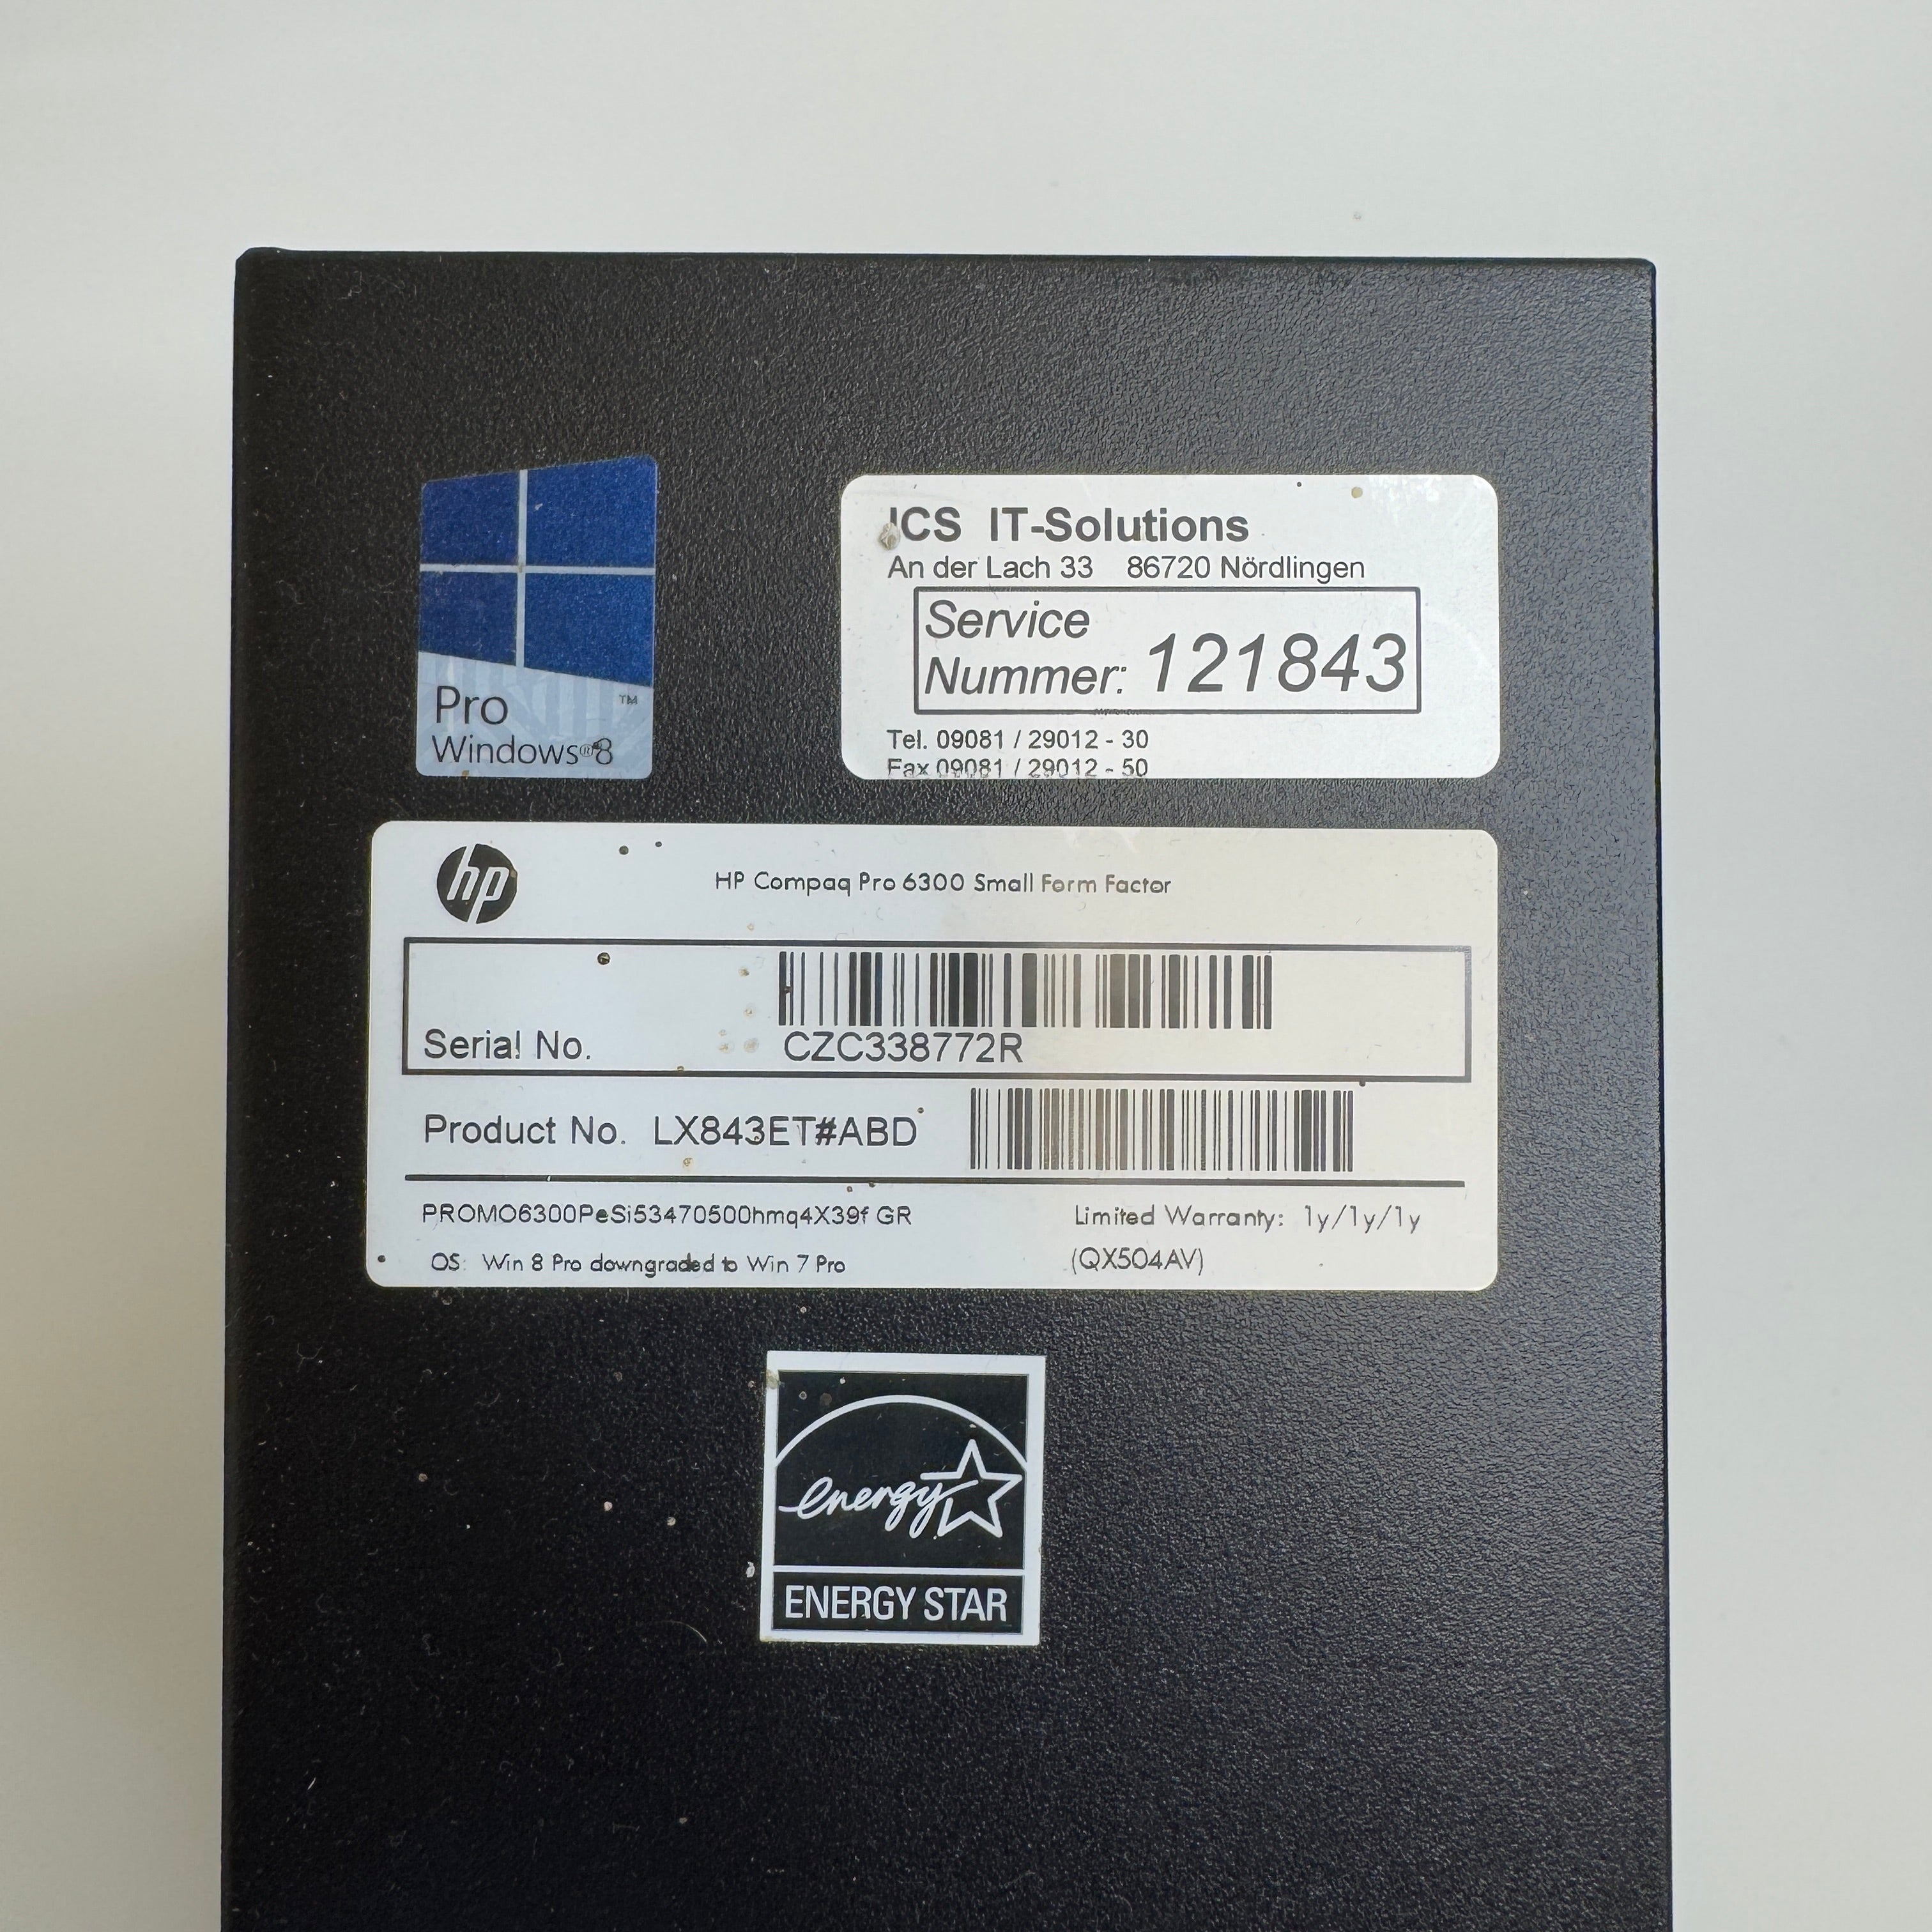 Pro ™
Windows®8
ICS IT-Solutions
An der Lach 33 86720 Nördlingen
Service
Nummer: 121843
Tel. 09081 / 29012 - 30
Fax 09081 / 29012 - 50
hp
HP Compaq Pro 6300 Small Form Factor
Serial No. CZC338772R
Product No. LX843ET#ABD
PROMO6300PeSi53470500hmq4X39f GR Limited Warranty: 1y/1y/1y
OS: Win 8 Pro downgraded to Win 7 Pro (QX504AV)
energy
ENERGY STAR